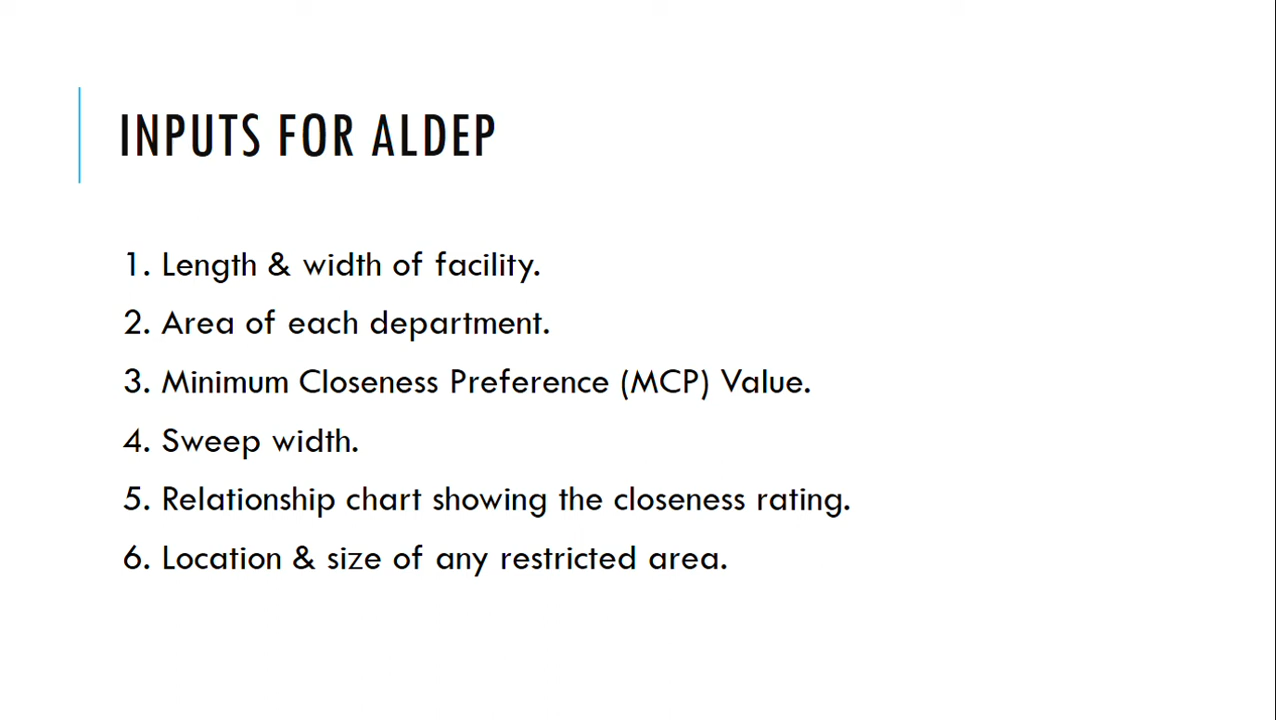 INPUTS FOR ALDEP
1. Length & width of facility.
2. Area of each department.
3. Minimum Closeness Preference (MCP) Value.
4. Sweep width.
5. Relationship chart showing the closeness rating.
6. Location & size of any restricted area.